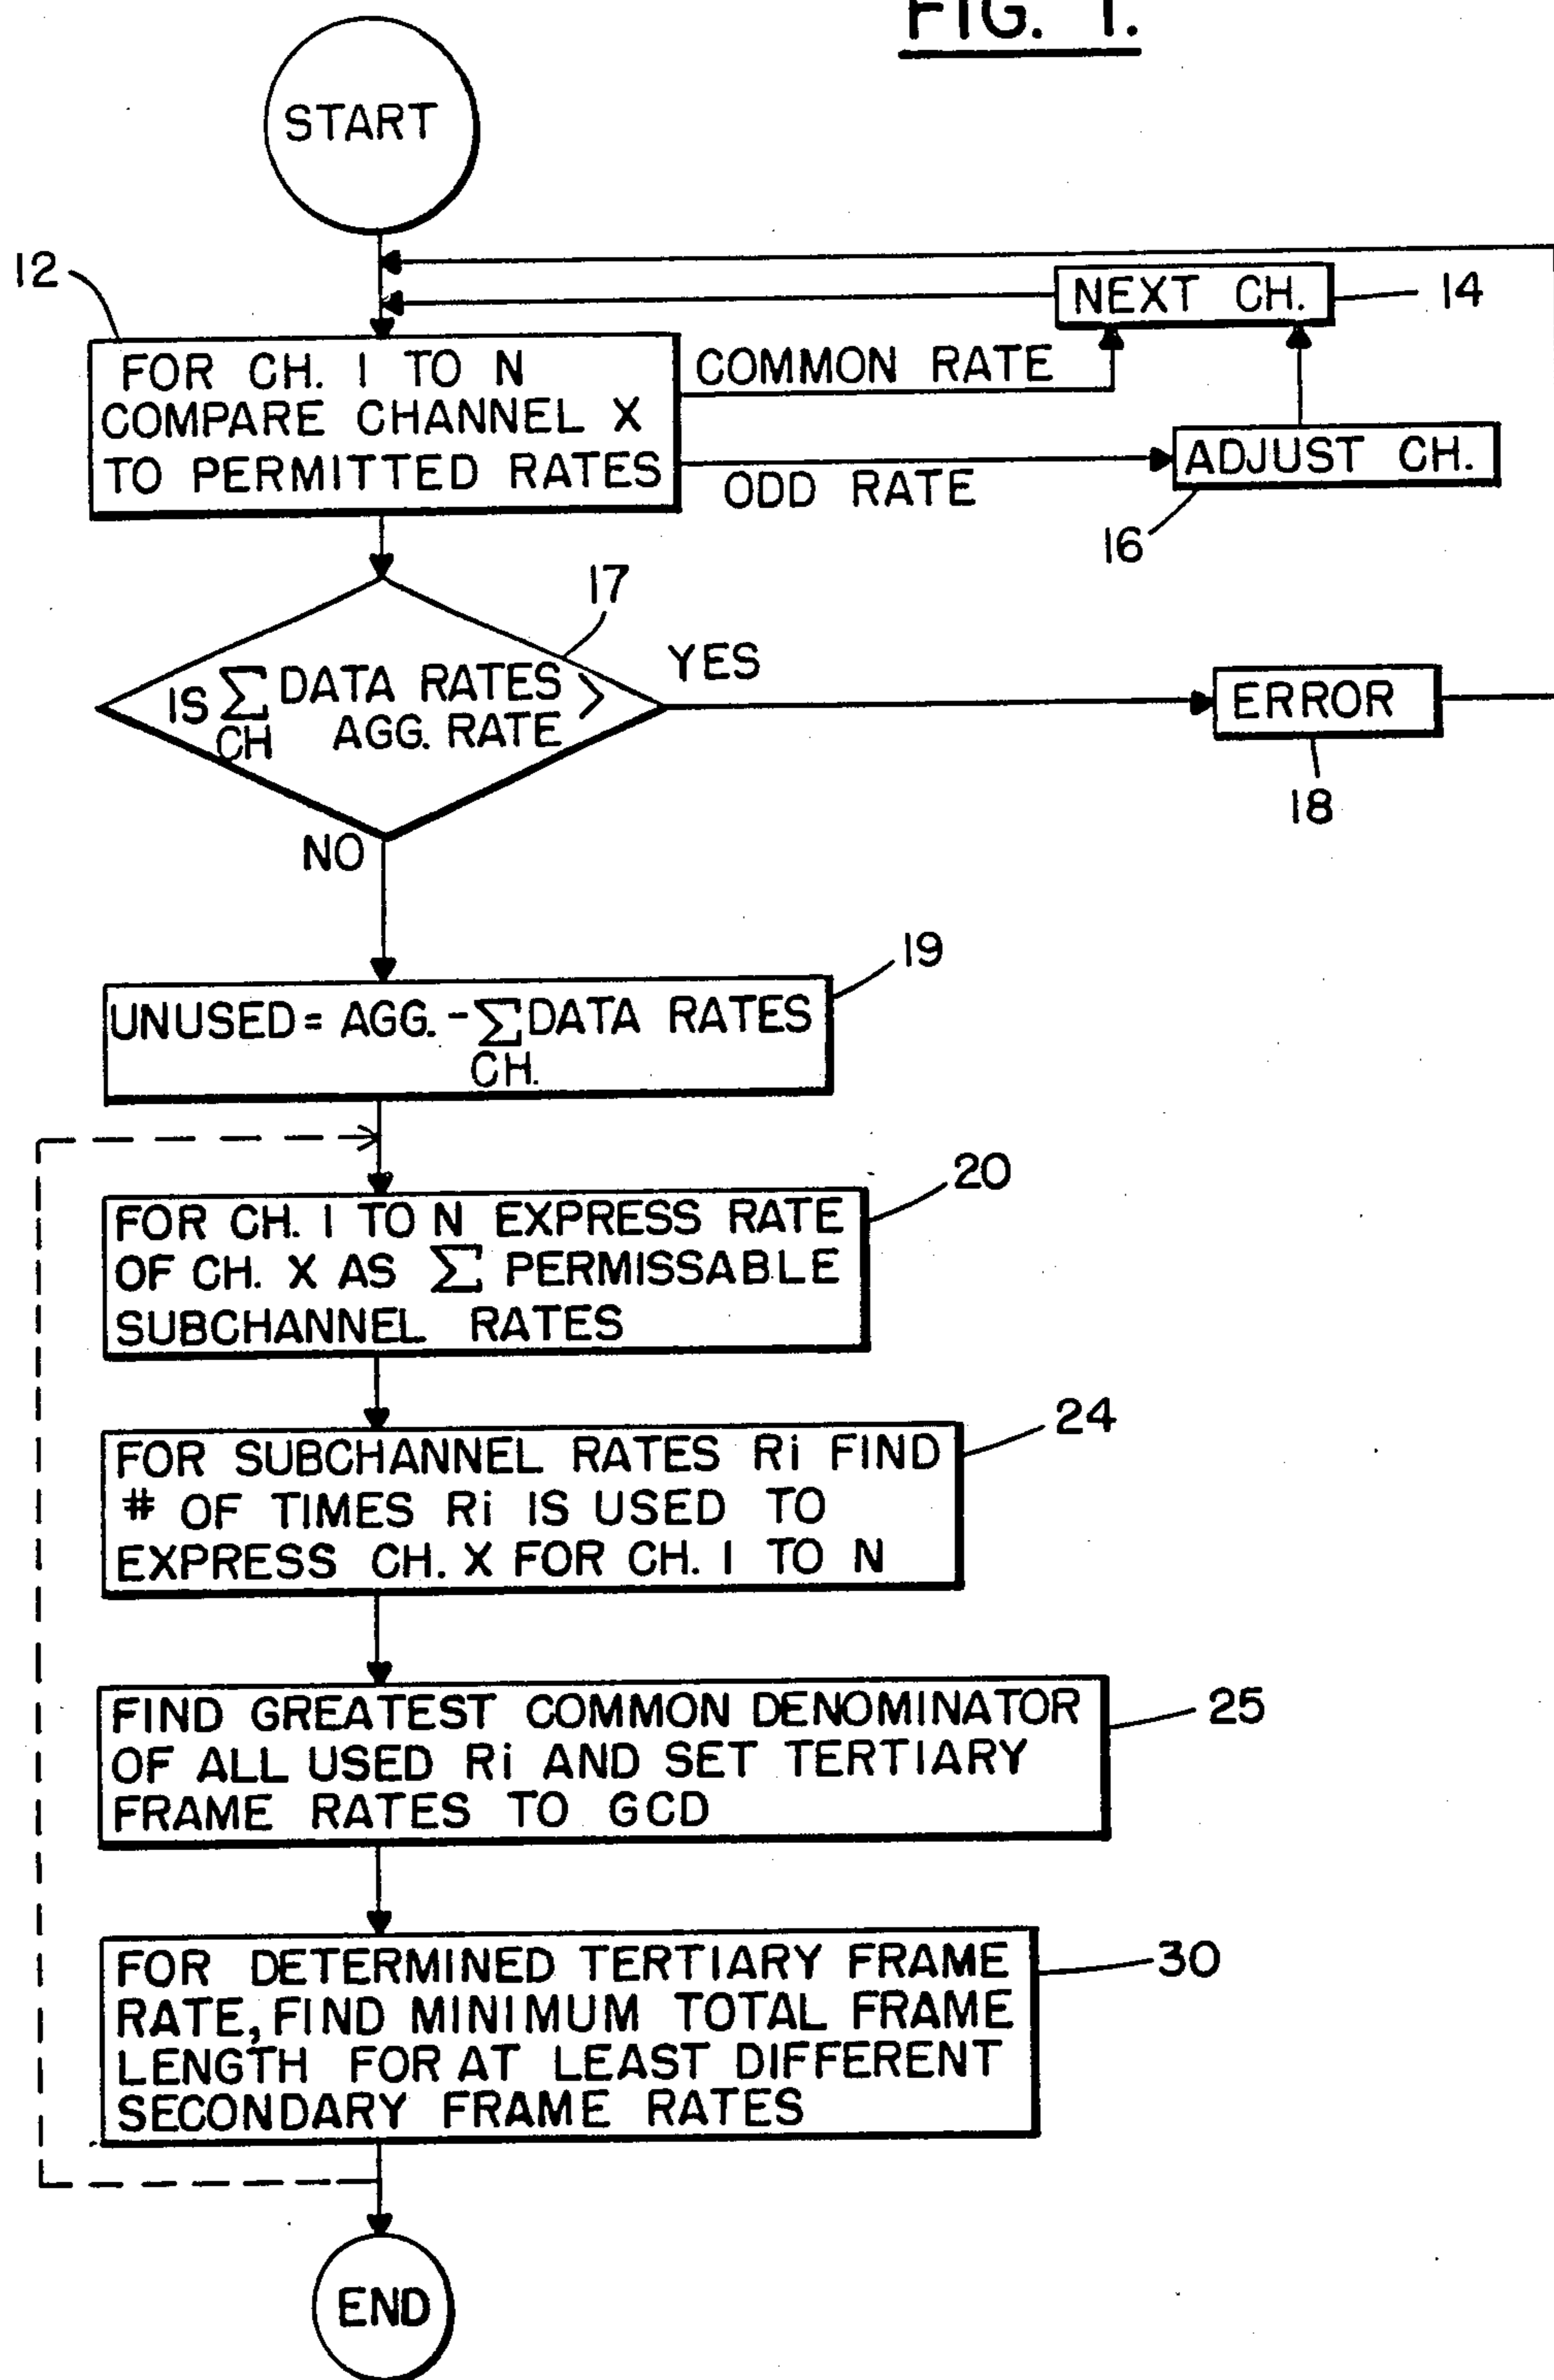 FIG. 1.
START
12
NEXT CH.
14
FOR CH. 1 TO N
COMPARE CHANNEL X
TO PERMITTED RATES
COMMON RATE
ODD RATE
ADJUST CH.
16
17
IS ∑ DATA RATES >
CH AGG. RATE
YES
ERROR
18
NO
19
UNUSED = AGG. - ∑ DATA RATES
CH.
20
FOR CH. 1 TO N EXPRESS RATE
OF CH. X AS ∑ PERMISSABLE
SUBCHANNEL RATES
24
FOR SUBCHANNEL RATES Ri FIND
# OF TIMES Ri IS USED TO
EXPRESS CH. X FOR CH. 1 TO N
25
FIND GREATEST COMMON DENOMINATOR
OF ALL USED Ri AND SET TERTIARY
FRAME RATES TO GCD
30
FOR DETERMINED TERTIARY FRAME
RATE, FIND MINIMUM TOTAL FRAME
LENGTH FOR AT LEAST DIFFERENT
SECONDARY FRAME RATES
END